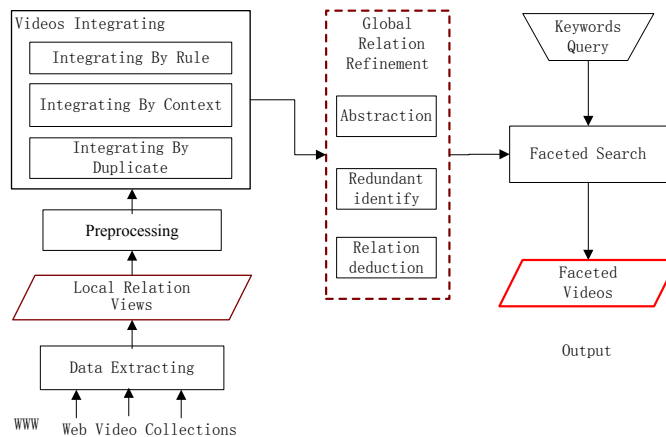 Videos Integrating
Integrating By Rule
Integrating By Context
Integrating By
Duplicate
Preprocessing
Local Relation
Views
Data Extracting
WWW
Web Video Collections
Global
Relation
Refinement
Abstraction
Redundant
identify
Relation
deduction
Keywords
Query
Faceted Search
Faceted
Videos
Output